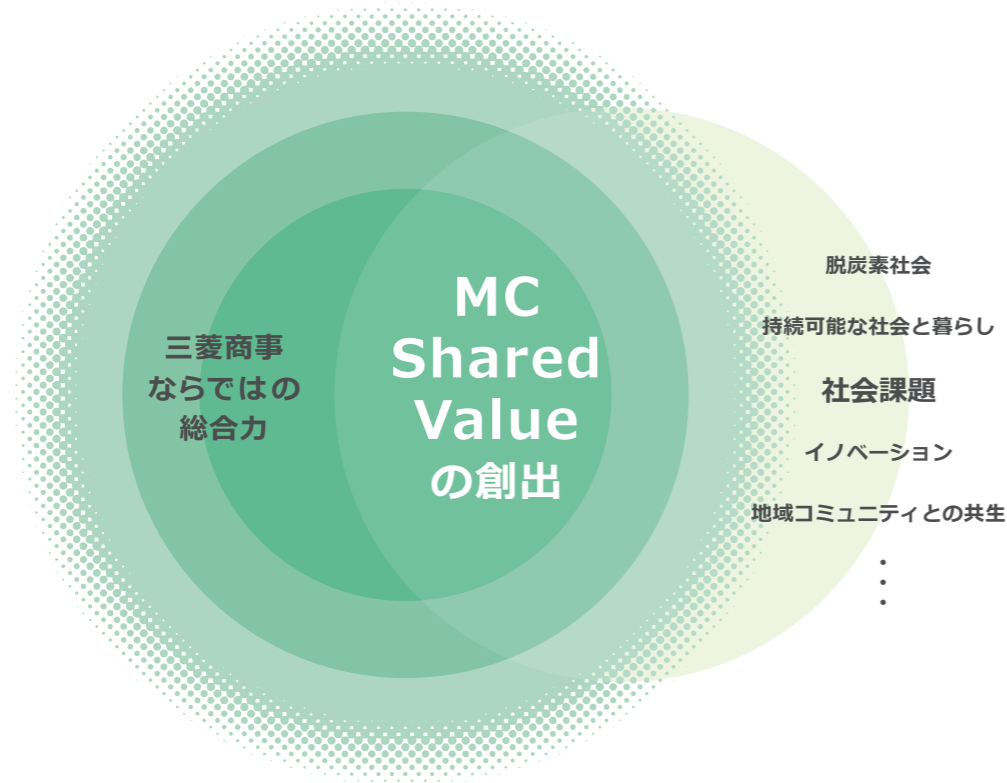 三菱商事
ならではの
総合力
MC
Shared
Value
の創出
脱炭素社会
持続可能な社会と暮らし
社会課題
イノベーション
地域コミュニティとの共生
・
・
・